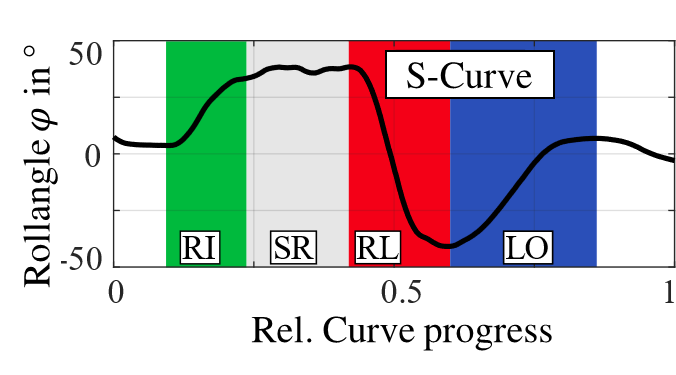 S-Curve
Rollangle φ in °
50
0
-50
RI
SR
RL
LO
0
0.5
1
Rel. Curve progress